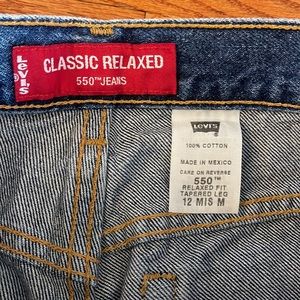 LEVI'S
CLASSIC RELAXED
550™ JEANS
LEVI'S
100% COTTON
MADE IN MEXICO
CARE ON REVERSE
550™
RELAXED FIT
TAPERED LEG
12 MIS M